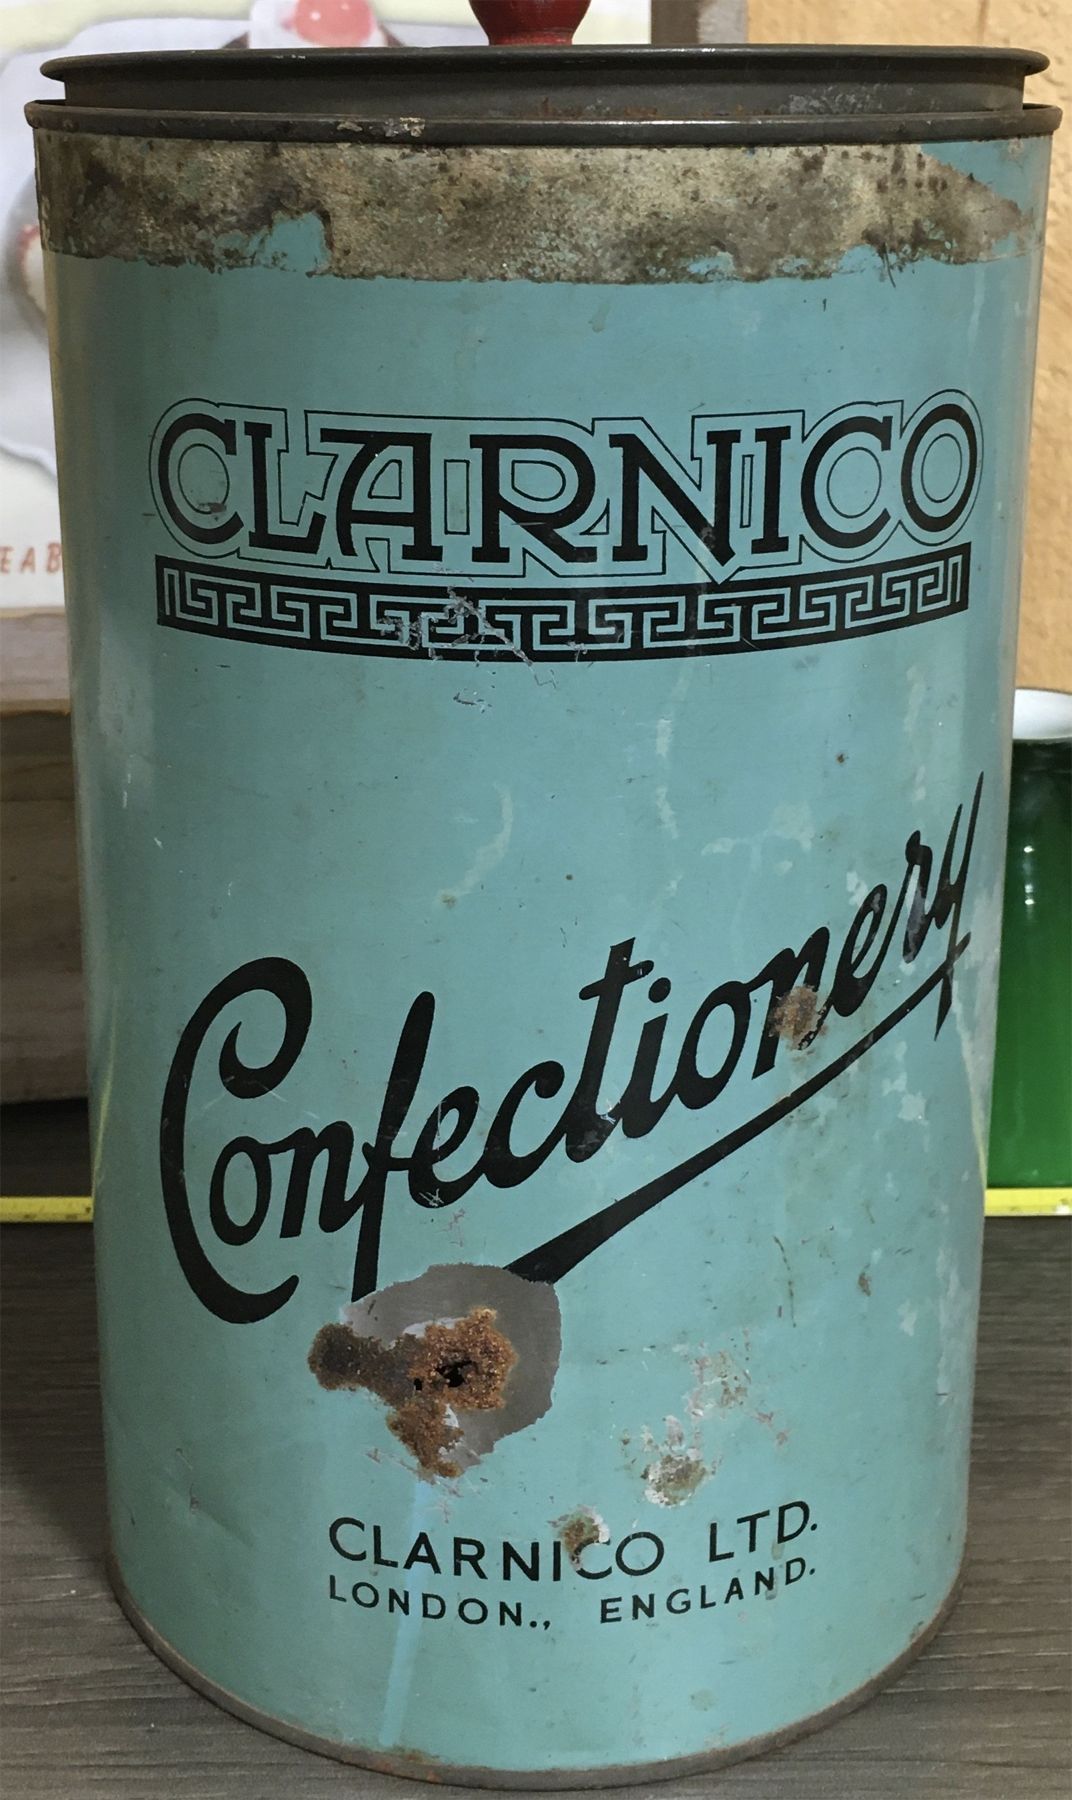 CLARNICO
Confectionery
CLARNICO LTD.
LONDON., ENGLAND.
E A B